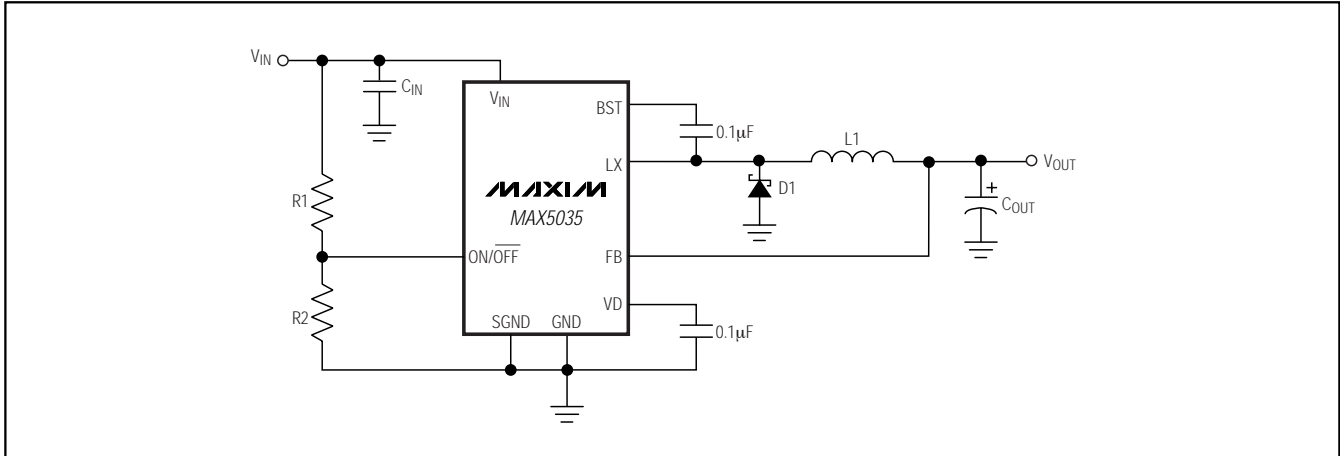 VIN
CIN
VIN
BST
0.1µF
LX
L1
VOUT
R1
MAXIM
MAX5035
D1
COUT
+
ON/OFF
FB
R2
VD
SGND GND
0.1µF